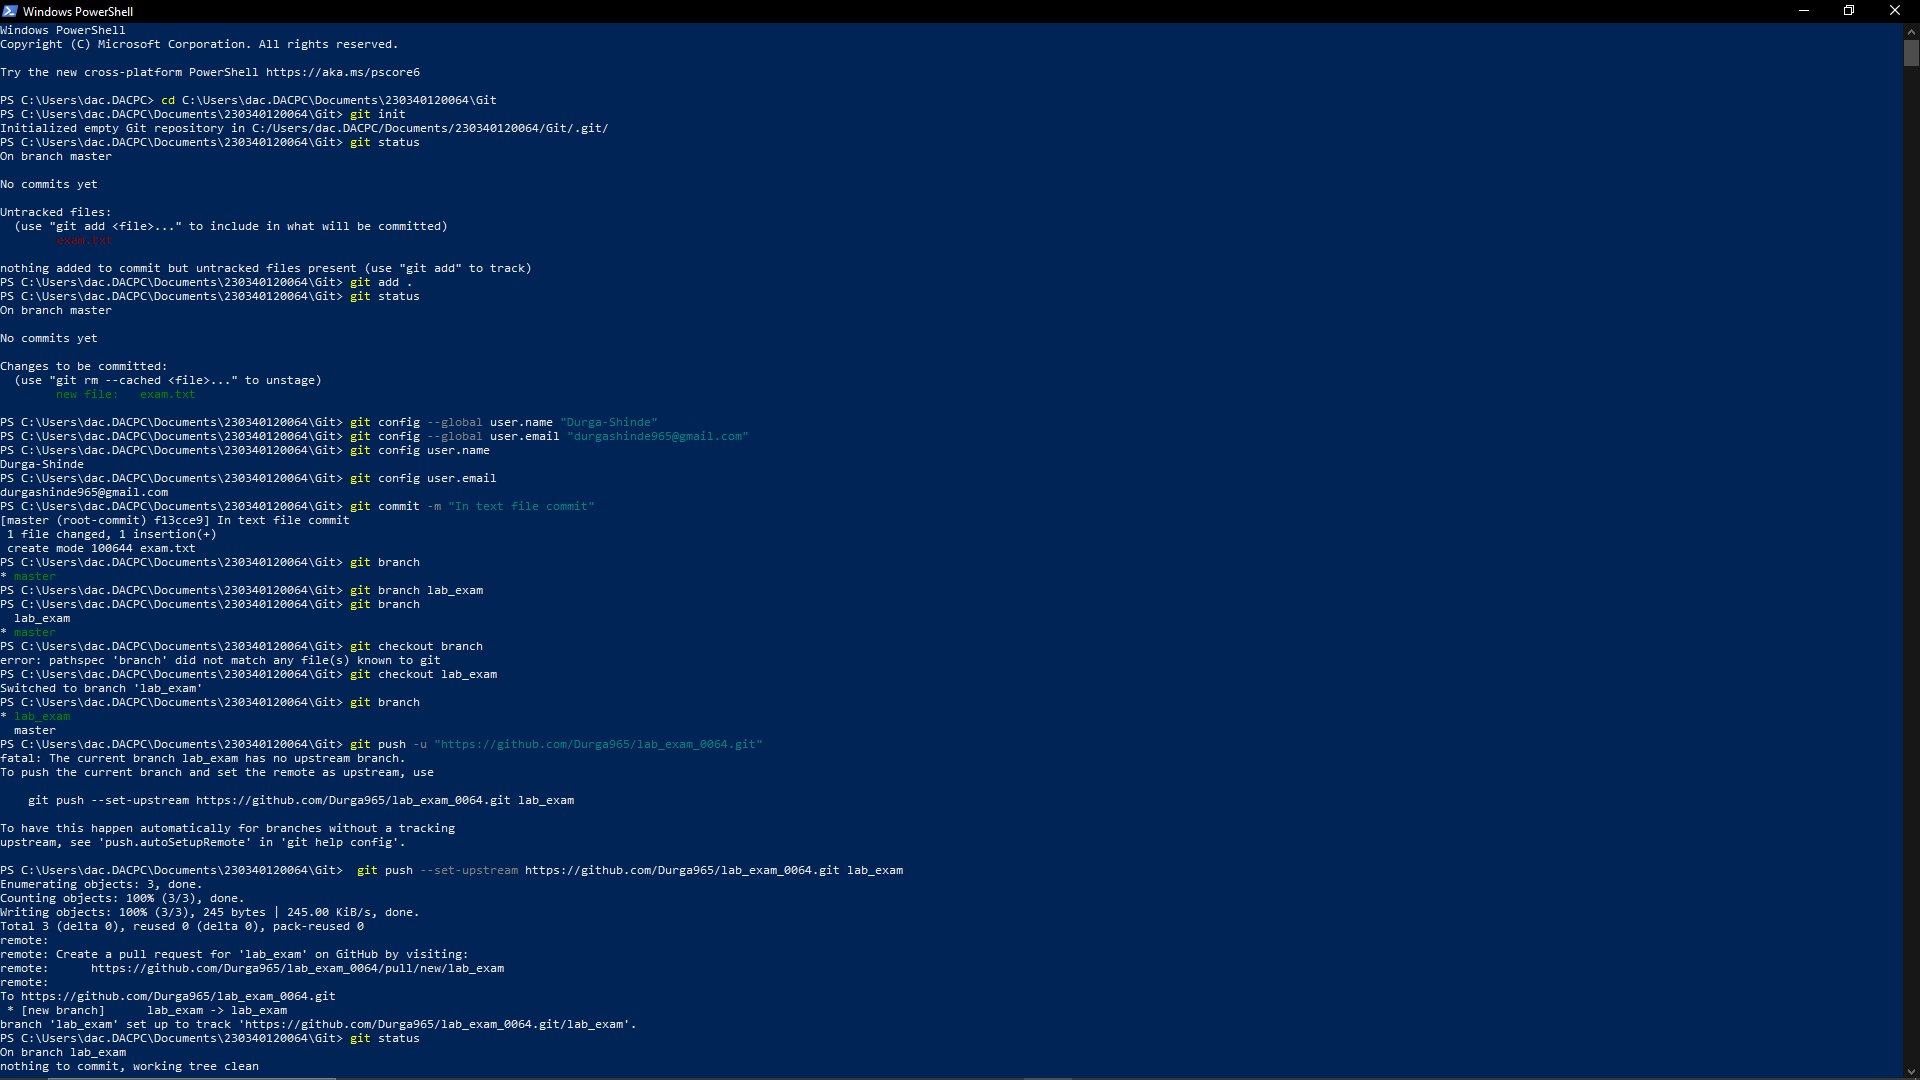 Windows PowerShell
Windows PowerShell
Copyright (C) Microsoft Corporation. All rights reserved.
Try the new cross-platform PowerShell https://aka.ms/pscore6
PS C:\Users\dac.DACPC> cd C:\Users\dac.DACPC\Documents\230340120064\Git
PS C:\Users\dac.DACPC\Documents\230340120064\Git> git init
Initialized empty Git repository in C:/Users/dac.DACPC/Documents/230340120064/Git/.git/
PS C:\Users\dac.DACPC\Documents\230340120064\Git> git status
On branch master
No commits yet
Untracked files:
  (use "git add <file>..." to include in what will be committed)
        exam.txt
nothing added to commit but untracked files present (use "git add" to track)
PS C:\Users\dac.DACPC\Documents\230340120064\Git> git add .
PS C:\Users\dac.DACPC\Documents\230340120064\Git> git status
On branch master
No commits yet
Changes to be committed:
  (use "git rm --cached <file>..." to unstage)
        new file:   exam.txt
PS C:\Users\dac.DACPC\Documents\230340120064\Git> git config --global user.name "Durga-Shinde"
PS C:\Users\dac.DACPC\Documents\230340120064\Git> git config --global user.email "durgashinde965@gmail.com"
PS C:\Users\dac.DACPC\Documents\230340120064\Git> git config user.name
Durga-Shinde
PS C:\Users\dac.DACPC\Documents\230340120064\Git> git config user.email
durgashinde965@gmail.com
PS C:\Users\dac.DACPC\Documents\230340120064\Git> git commit -m "In text file commit"
[master (root-commit) f13cce9] In text file commit
 1 file changed, 1 insertion(+)
 create mode 100644 exam.txt
PS C:\Users\dac.DACPC\Documents\230340120064\Git> git branch
* master
PS C:\Users\dac.DACPC\Documents\230340120064\Git> git branch lab_exam
PS C:\Users\dac.DACPC\Documents\230340120064\Git> git branch
  lab_exam
* master
PS C:\Users\dac.DACPC\Documents\230340120064\Git> git checkout branch
error: pathspec 'branch' did not match any file(s) known to git
PS C:\Users\dac.DACPC\Documents\230340120064\Git> git checkout lab_exam
Switched to branch 'lab_exam'
PS C:\Users\dac.DACPC\Documents\230340120064\Git> git branch
* lab_exam
  master
PS C:\Users\dac.DACPC\Documents\230340120064\Git> git push -u "https://github.com/Durga965/lab_exam_0064.git"
fatal: The current branch lab_exam has no upstream branch.
To push the current branch and set the remote as upstream, use
    git push --set-upstream https://github.com/Durga965/lab_exam_0064.git lab_exam
To have this happen automatically for branches without a tracking
upstream, see 'push.autoSetupRemote' in 'git help config'.
PS C:\Users\dac.DACPC\Documents\230340120064\Git>  git push --set-upstream https://github.com/Durga965/lab_exam_0064.git lab_exam
Enumerating objects: 3, done.
Counting objects: 100% (3/3), done.
Writing objects: 100% (3/3), 245 bytes | 245.00 KiB/s, done.
Total 3 (delta 0), reused 0 (delta 0), pack-reused 0
remote:
remote: Create a pull request for 'lab_exam' on GitHub by visiting:
remote:      https://github.com/Durga965/lab_exam_0064/pull/new/lab_exam
remote:
To https://github.com/Durga965/lab_exam_0064.git
 * [new branch]      lab_exam -> lab_exam
branch 'lab_exam' set up to track 'https://github.com/Durga965/lab_exam_0064.git/lab_exam'.
PS C:\Users\dac.DACPC\Documents\230340120064\Git> git status
On branch lab_exam
nothing to commit, working tree clean